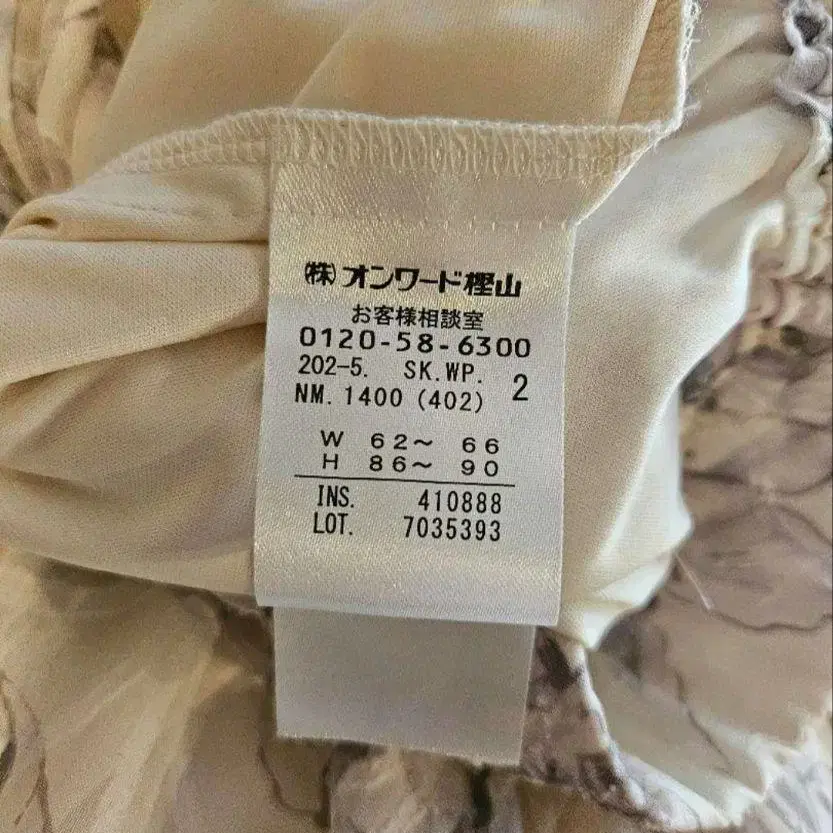 ㈱オンワード樫山
お客様相談室
0120-58-6300
202-5. SK.WP. 2
NM. 1400 (402)
W 62～ 66
H 86～ 90
INS. 410888
LOT. 7035393